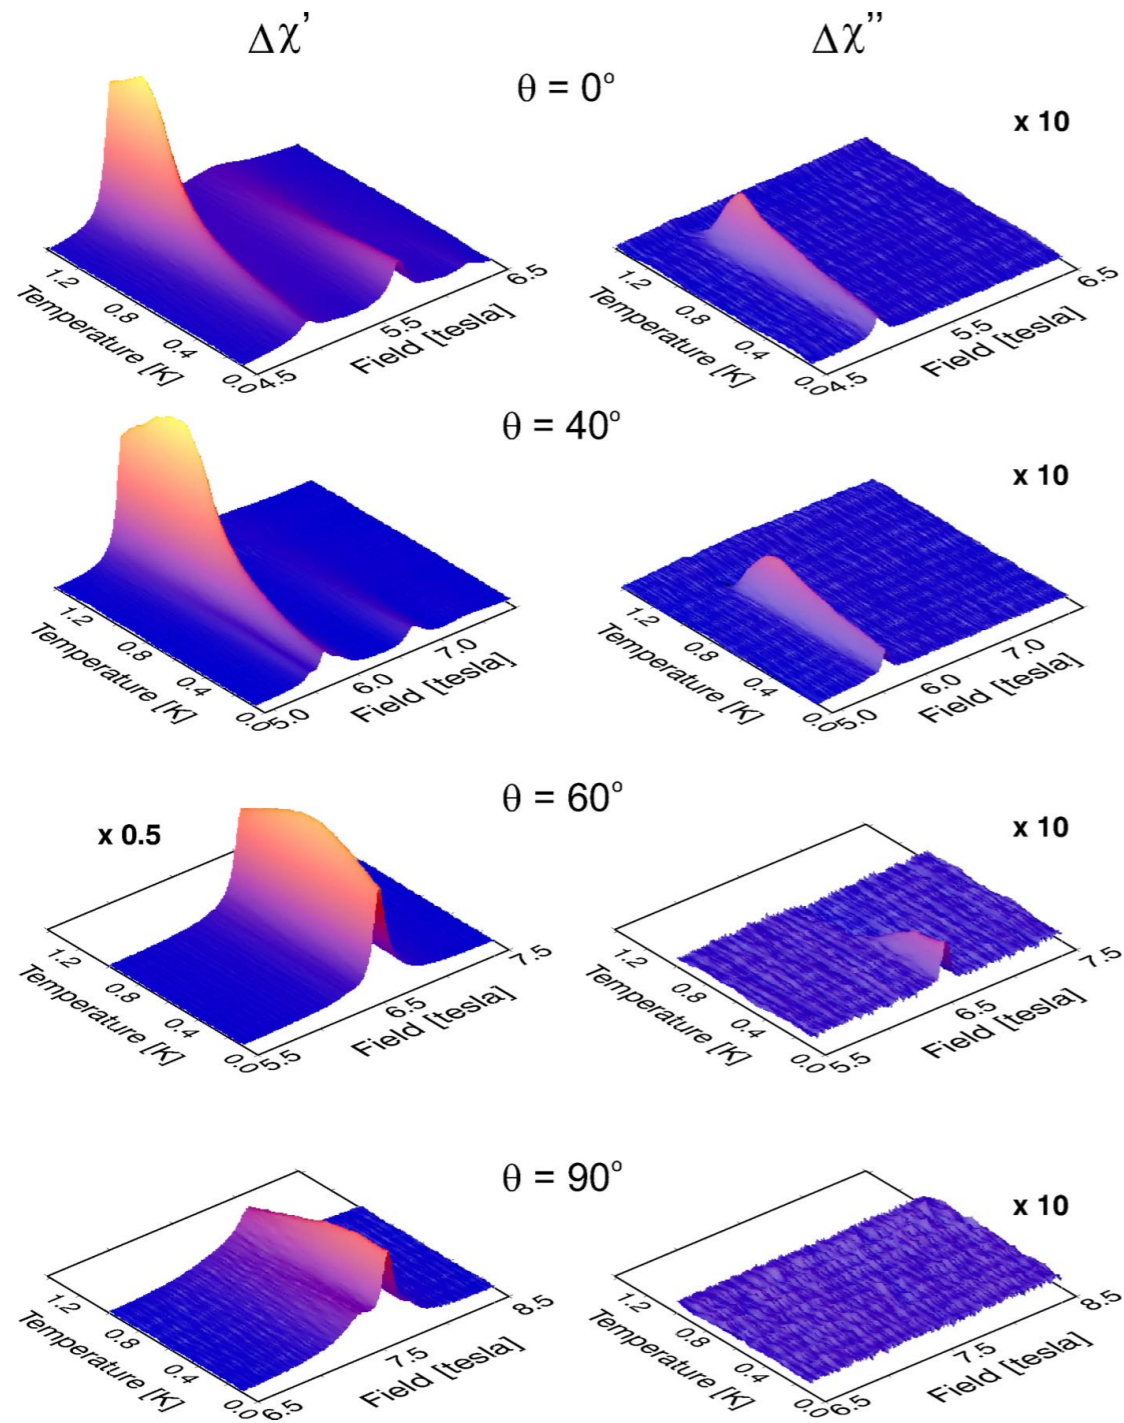 Δχ’
Δχ’’
θ = 0°
x 10
1.2
0.8
0.4
0.0
Temperature [K]
4.5
5.5
6.5
Field [tesla]
1.2
0.8
0.4
0.0
Temperature [K]
4.5
5.5
6.5
Field [tesla]
θ = 40°
x 10
1.2
0.8
0.4
0.0
Temperature [K]
5.0
6.0
7.0
Field [tesla]
1.2
0.8
0.4
0.0
Temperature [K]
5.0
6.0
7.0
Field [tesla]
θ = 60°
x 0.5
x 10
1.2
0.8
0.4
0.0
Temperature [K]
5.5
6.5
7.5
Field [tesla]
1.2
0.8
0.4
0.0
Temperature [K]
5.5
6.5
7.5
Field [tesla]
θ = 90°
x 10
1.2
0.8
0.4
0.0
Temperature [K]
6.5
7.5
8.5
Field [tesla]
1.2
0.8
0.4
0.0
Temperature [K]
6.5
7.5
8.5
Field [tesla]